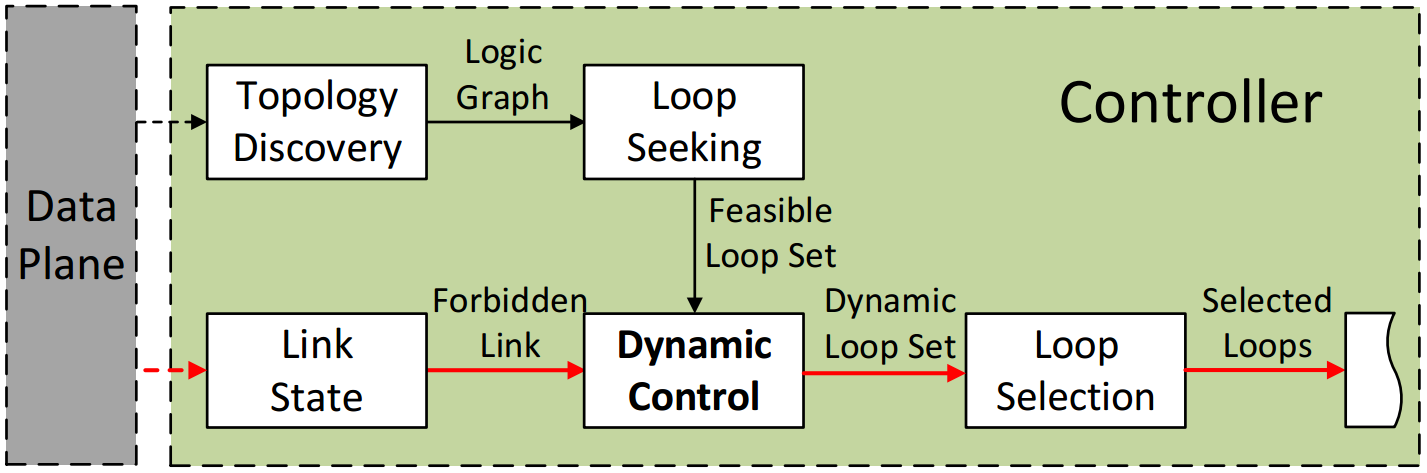 Data
Plane
Controller
Topology
Discovery
Logic
Graph
Loop
Seeking
Feasible
Loop Set
Link
State
Forbidden
Link
Dynamic
Control
Dynamic
Loop Set
Loop
Selection
Selected
Loops